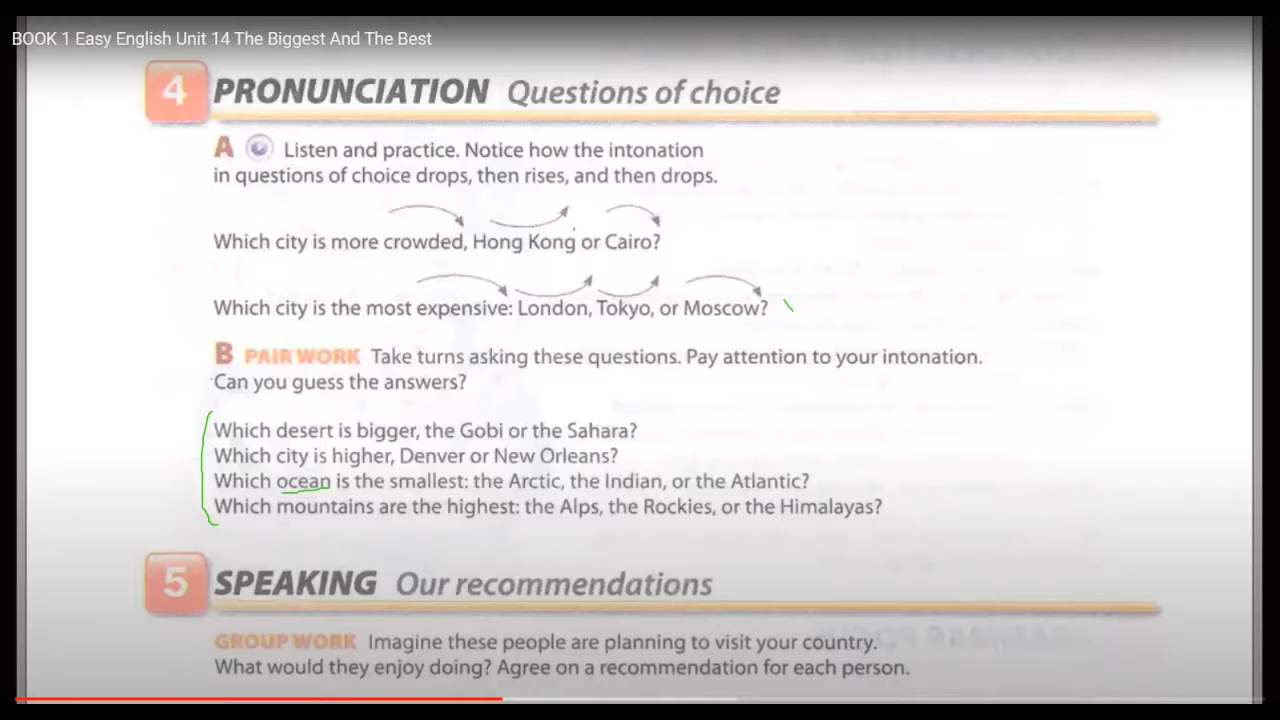 BOOK 1 Easy English Unit 14 The Biggest And The Best
4 PRONUNCIATION Questions of choice
A Listen and practice. Notice how the intonation
in questions of choice drops, then rises, and then drops.
Which city is more crowded, Hong Kong or Cairo?
Which city is the most expensive: London, Tokyo, or Moscow?
B PAIR WORK Take turns asking these questions. Pay attention to your intonation.
Can you guess the answers?
Which desert is bigger, the Gobi or the Sahara?
Which city is higher, Denver or New Orleans?
Which ocean is the smallest: the Arctic, the Indian, or the Atlantic?
Which mountains are the highest: the Alps, the Rockies, or the Himalayas?
5 SPEAKING Our recommendations
GROUP WORK Imagine these people are planning to visit your country.
What would they enjoy doing? Agree on a recommendation for each person.